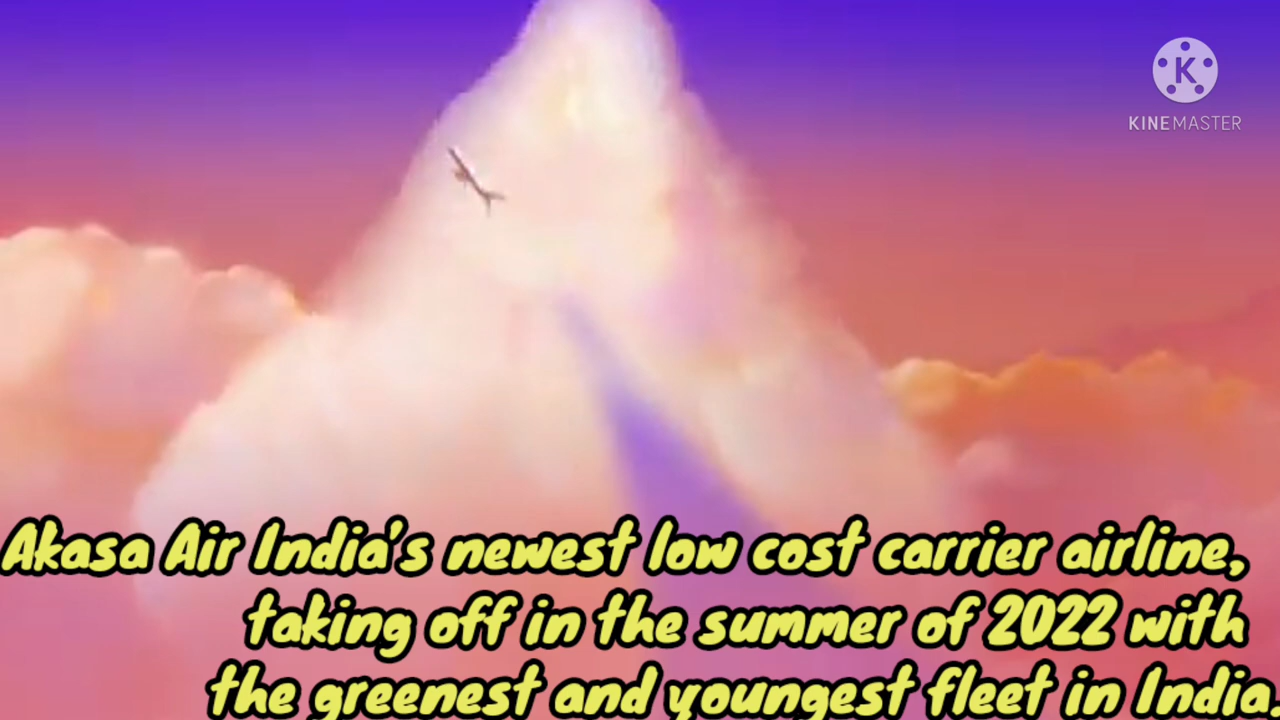 K
KINEMASTER
Akasa Air India's newest low cost carrier airline,
taking off in the summer of 2022 with
the greenest and youngest fleet in India.